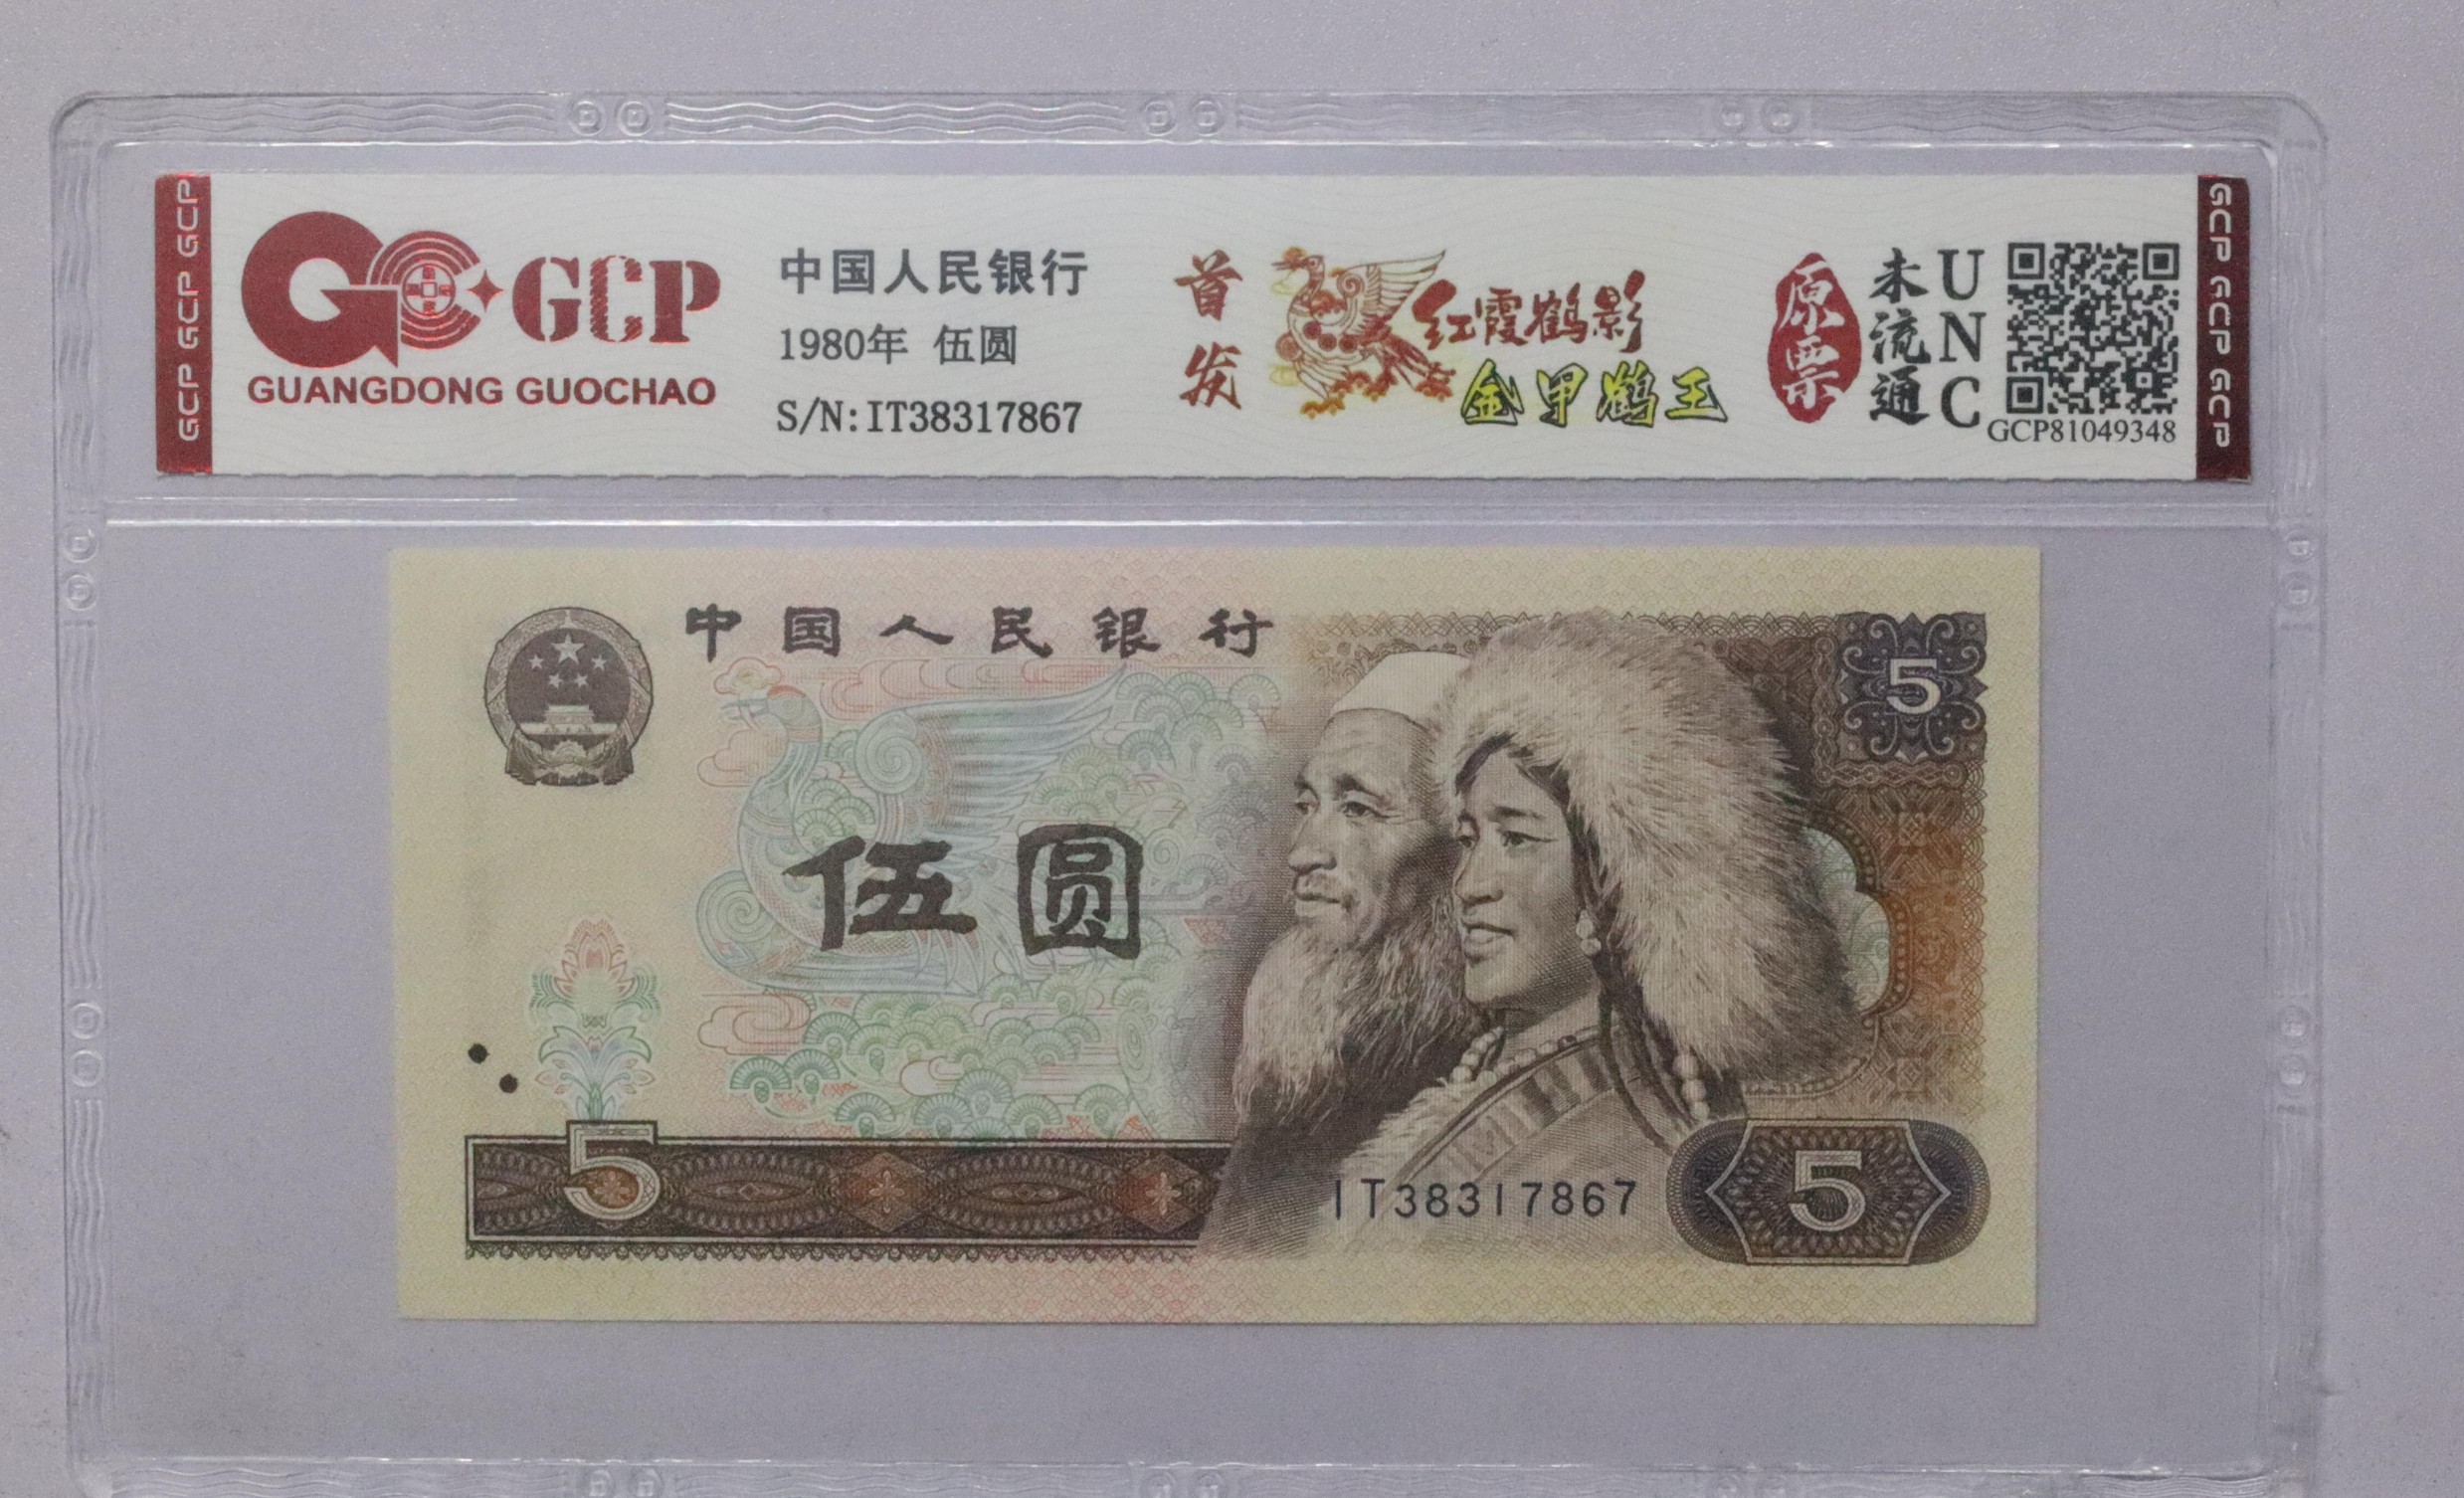 GCP GCP GCP
GCP
GUANGDONG GUOCHAO
中国人民银行
1980年 伍圆
S/N:IT38317867
首发
红霞鹤影
金甲鹤王
原票
未流通
UNC
GCP81049348
GCP GCP GCP
中国人民银行
5
伍圆
5
IT38317867
5